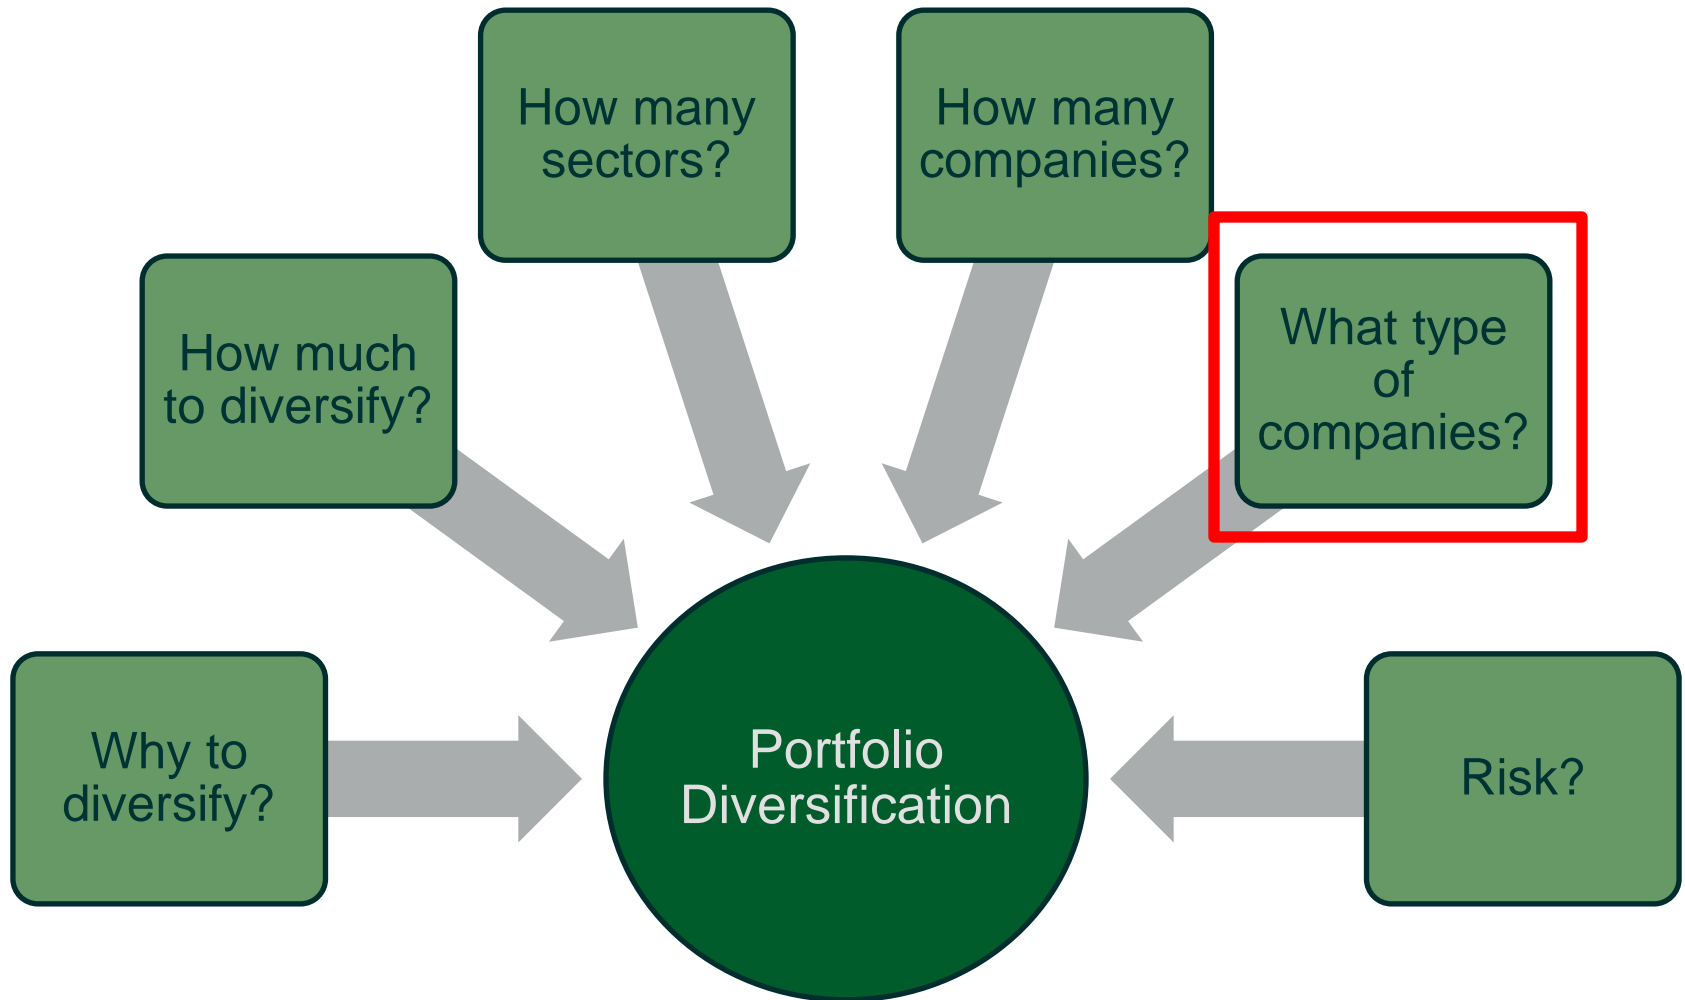 How many
sectors?
How many
companies?
How much
to diversify?
What type
of
companies?
Why to
diversify?
Portfolio
Diversification
Risk?